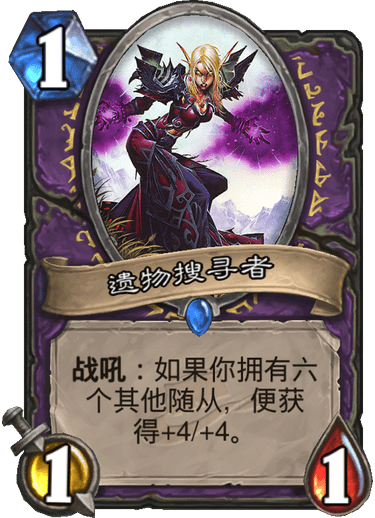 1
遗物搜寻者
战吼：如果你拥有六
个其他随从，便获
得+4/+4。
1
1